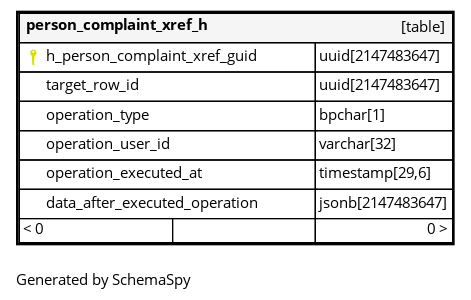 person_complaint_xref_h [table]
h_person_complaint_xref_guid uuid[2147483647]
target_row_id uuid[2147483647]
operation_type bpchar[1]
operation_user_id varchar[32]
operation_executed_at timestamp[29,6]
data_after_executed_operation jsonb[2147483647]
< 0 0 >
Generated by SchemaSpy